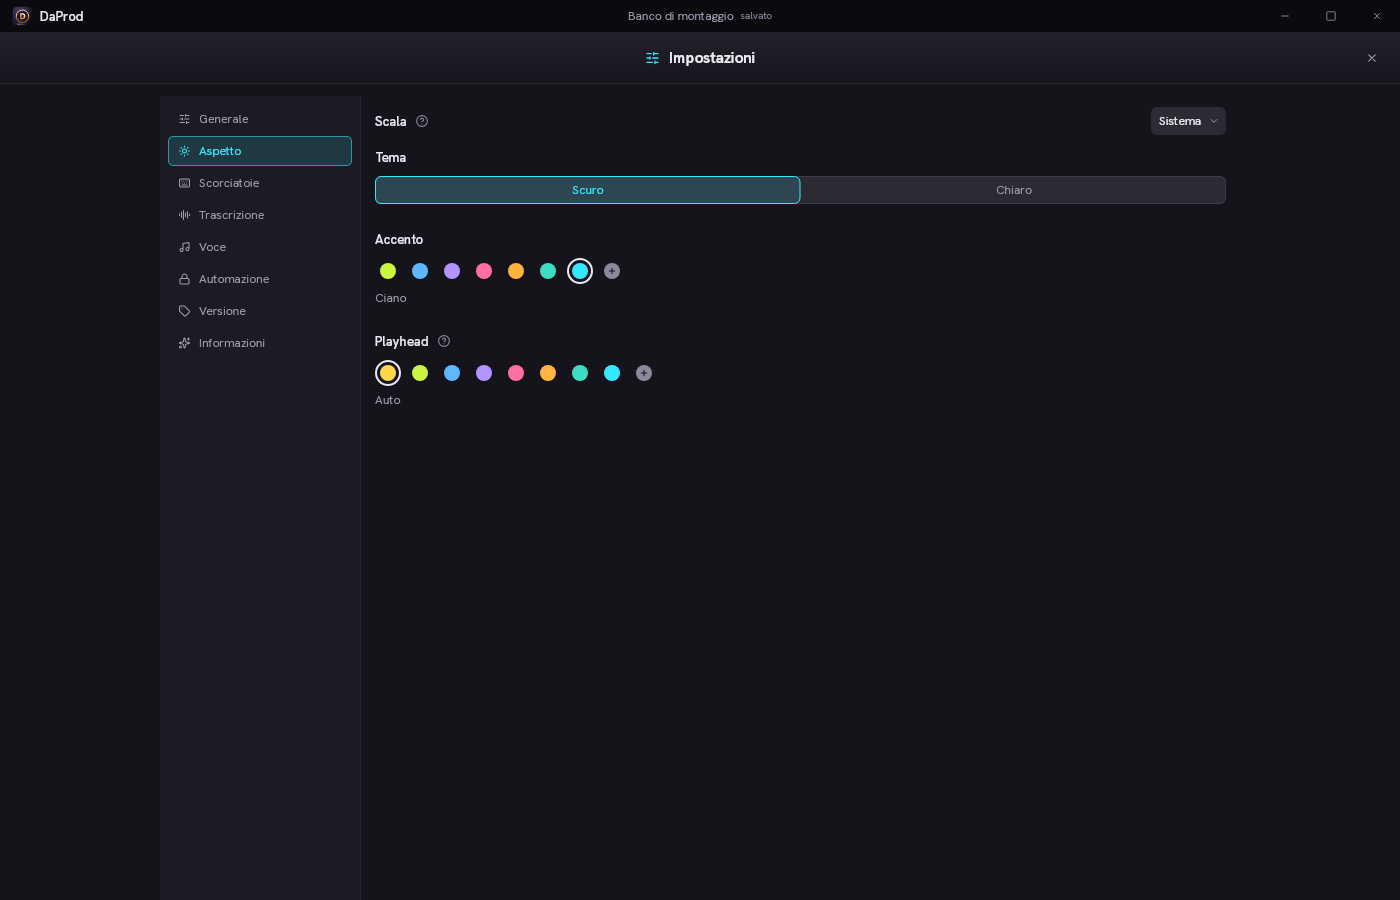 DaProd
Banco di montaggio salvato
Impostazioni
Generale
Aspetto
Scorciatoie
Trascrizione
Voce
Automazione
Versione
Informazioni
Scala
Sistema
Tema
Scuro
Chiaro
Accento
Ciano
Playhead
Auto